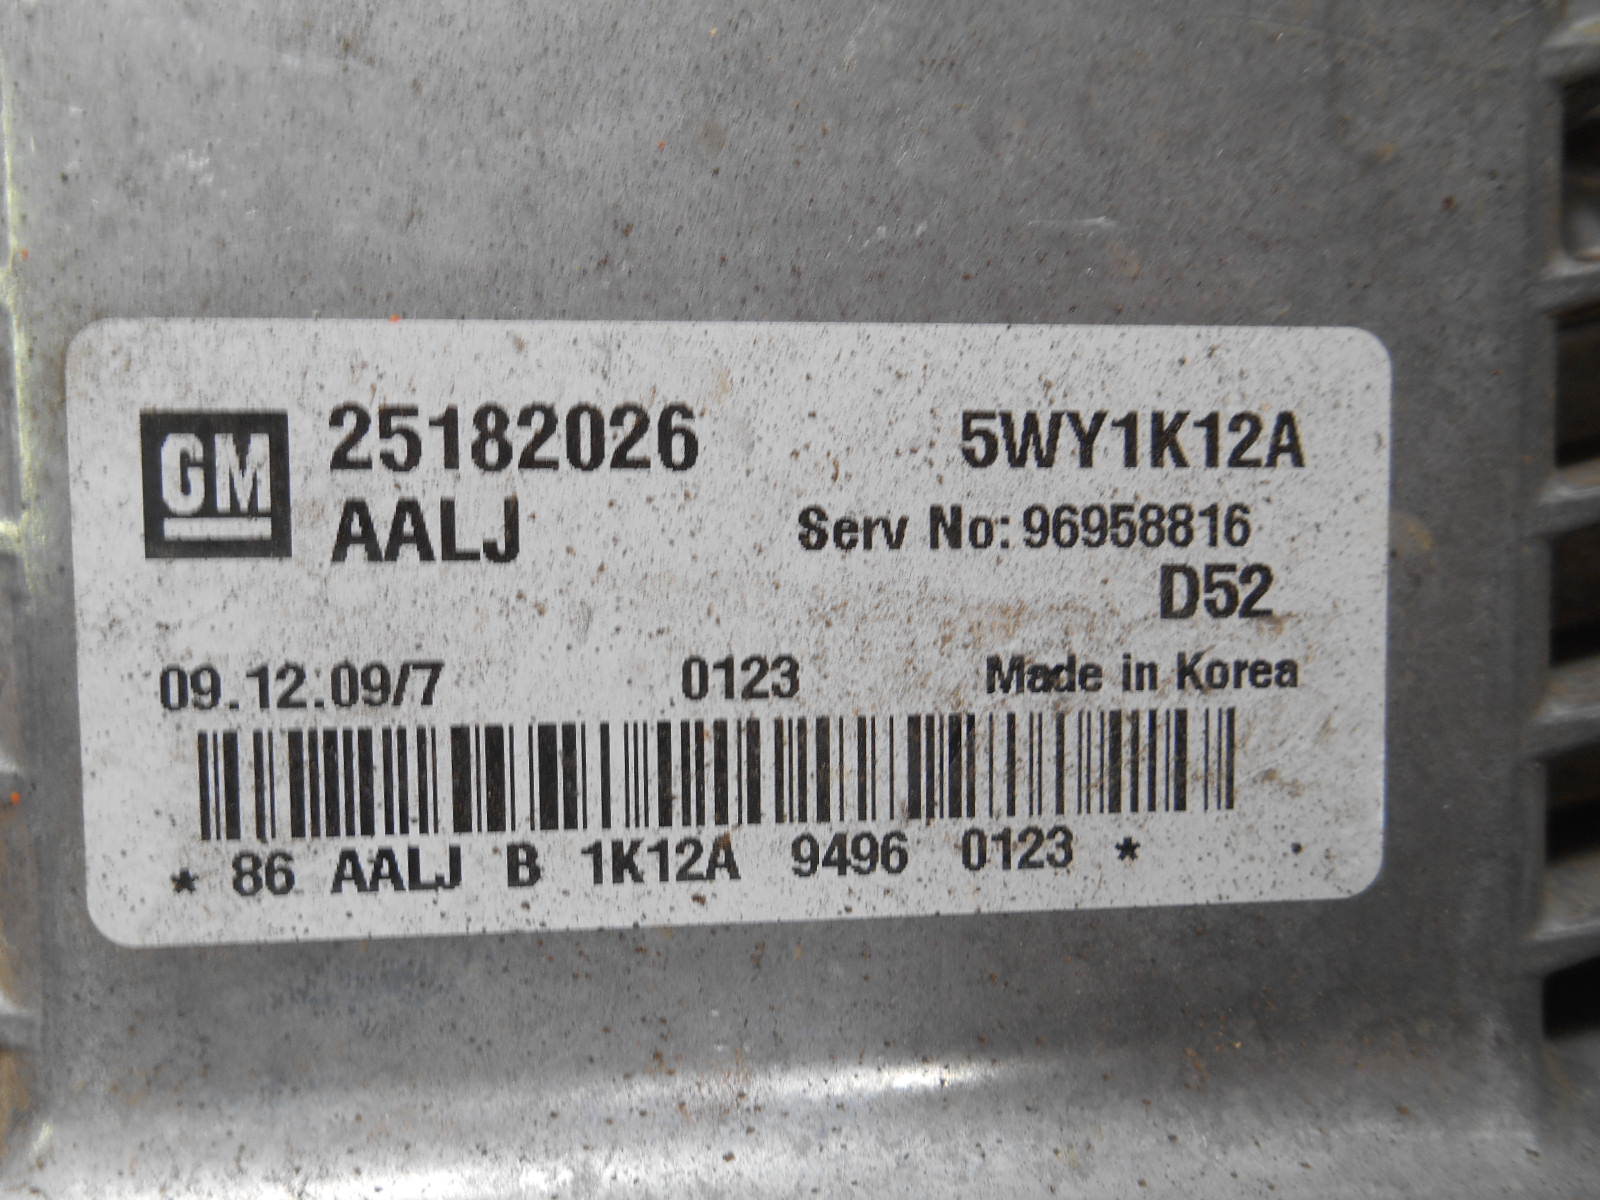 GM 25182026 5WY1K12A
AALJ Serv No: 96958816
D52
09.12.09/7 0123 Made in Korea
* 86 AALJ B 1K12A 9496 0123 *